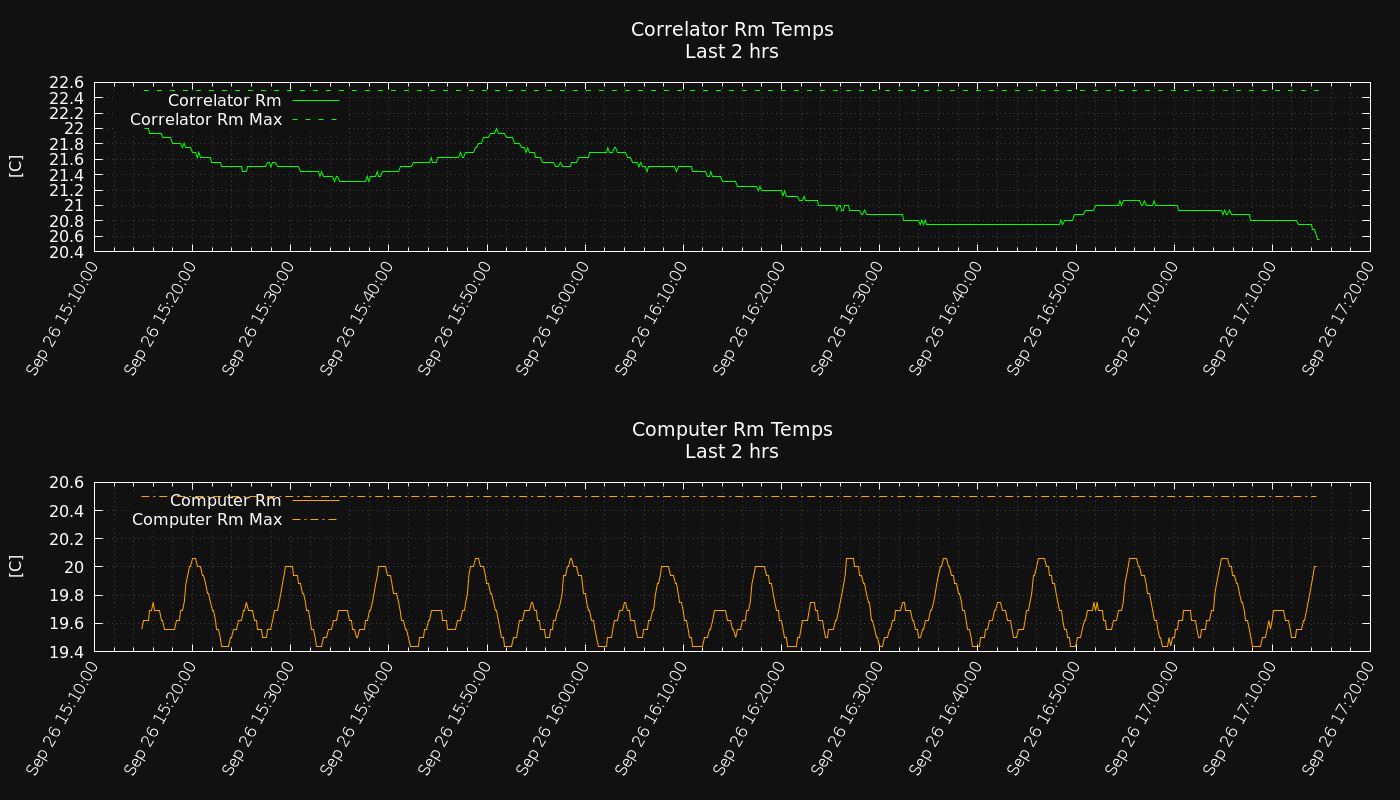 Correlator Rm Temps
Last 2 hrs
22.6
22.4
22.2
22
21.8
21.6
21.4
21.2
21
20.8
20.6
20.4
[C]
Correlator Rm
Correlator Rm Max
Sep 26 15:10:00
Sep 26 15:20:00
Sep 26 15:30:00
Sep 26 15:40:00
Sep 26 15:50:00
Sep 26 16:00:00
Sep 26 16:10:00
Sep 26 16:20:00
Sep 26 16:30:00
Sep 26 16:40:00
Sep 26 16:50:00
Sep 26 17:00:00
Sep 26 17:10:00
Sep 26 17:20:00
Computer Rm Temps
Last 2 hrs
20.6
20.4
20.2
20
19.8
19.6
19.4
[C]
Computer Rm
Computer Rm Max
Sep 26 15:10:00
Sep 26 15:20:00
Sep 26 15:30:00
Sep 26 15:40:00
Sep 26 15:50:00
Sep 26 16:00:00
Sep 26 16:10:00
Sep 26 16:20:00
Sep 26 16:30:00
Sep 26 16:40:00
Sep 26 16:50:00
Sep 26 17:00:00
Sep 26 17:10:00
Sep 26 17:20:00